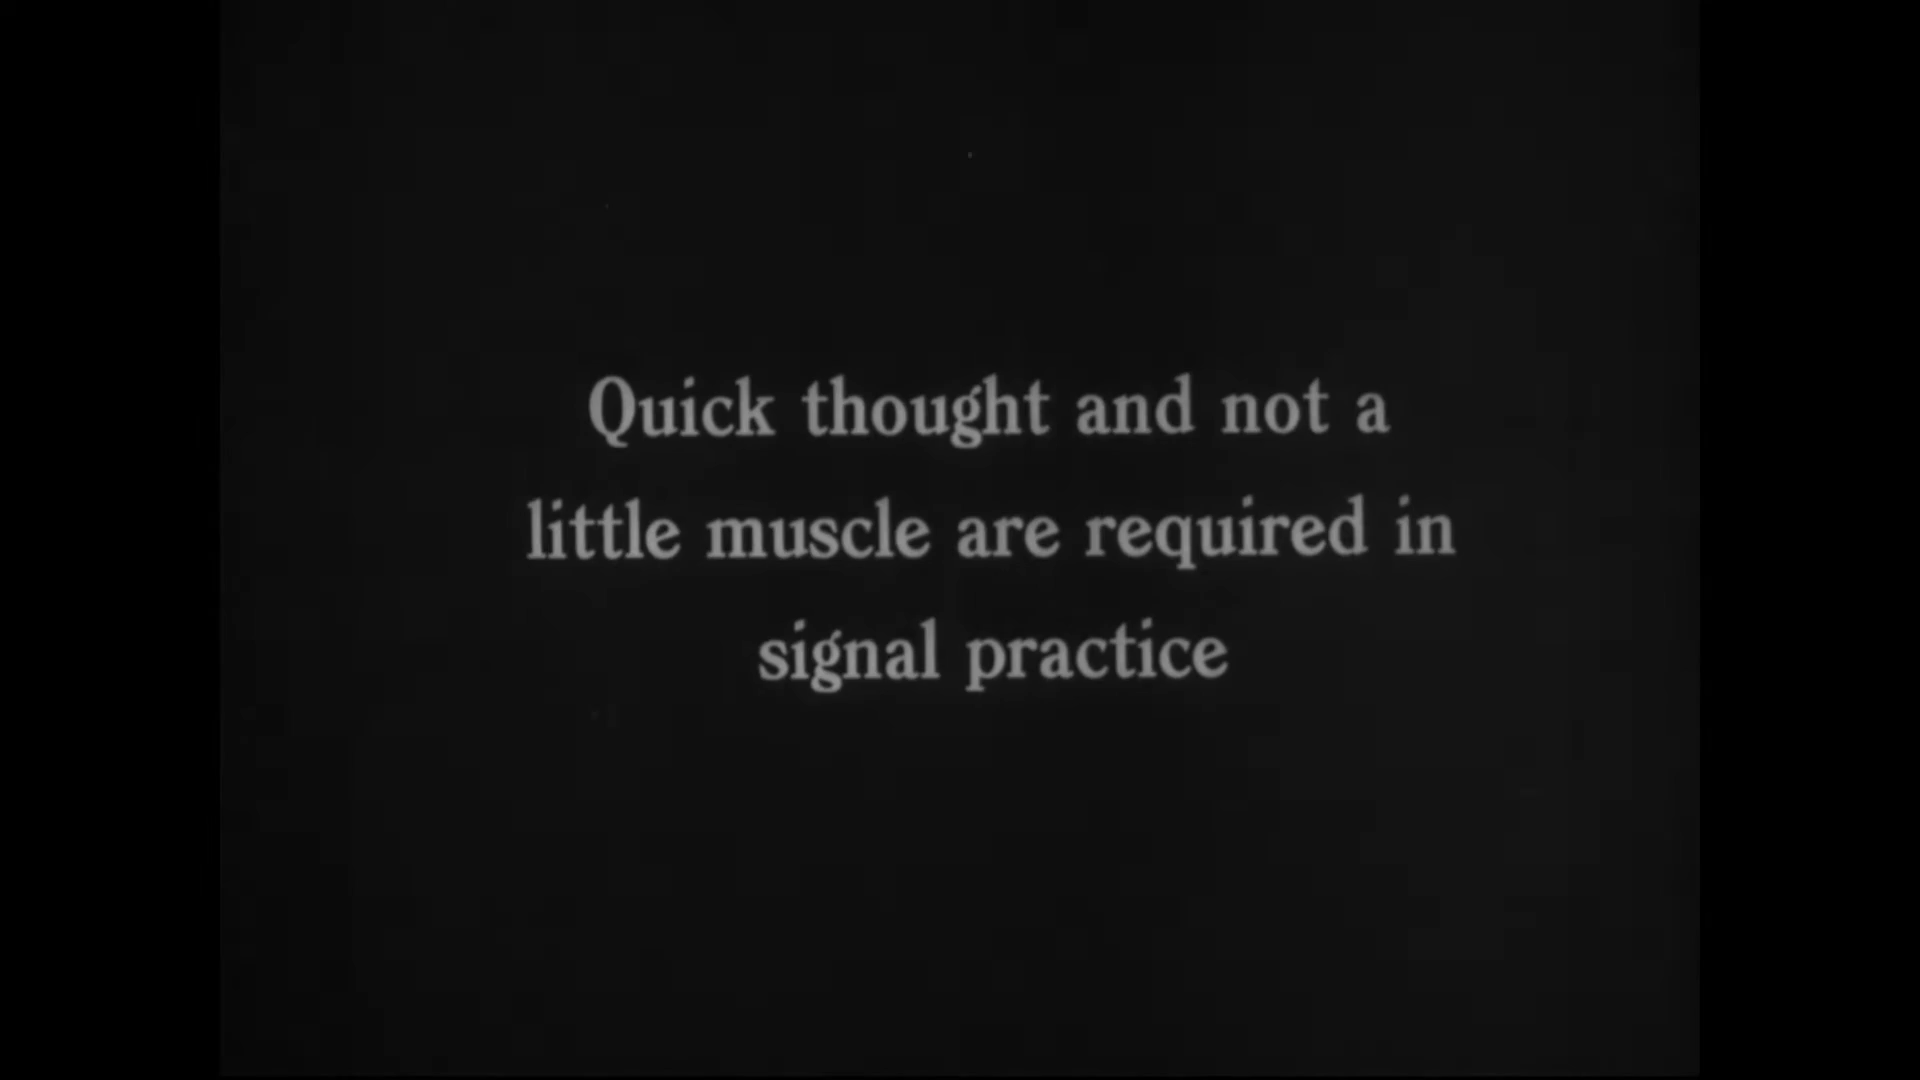 Quick thought and not a
little muscle are required in
signal practice